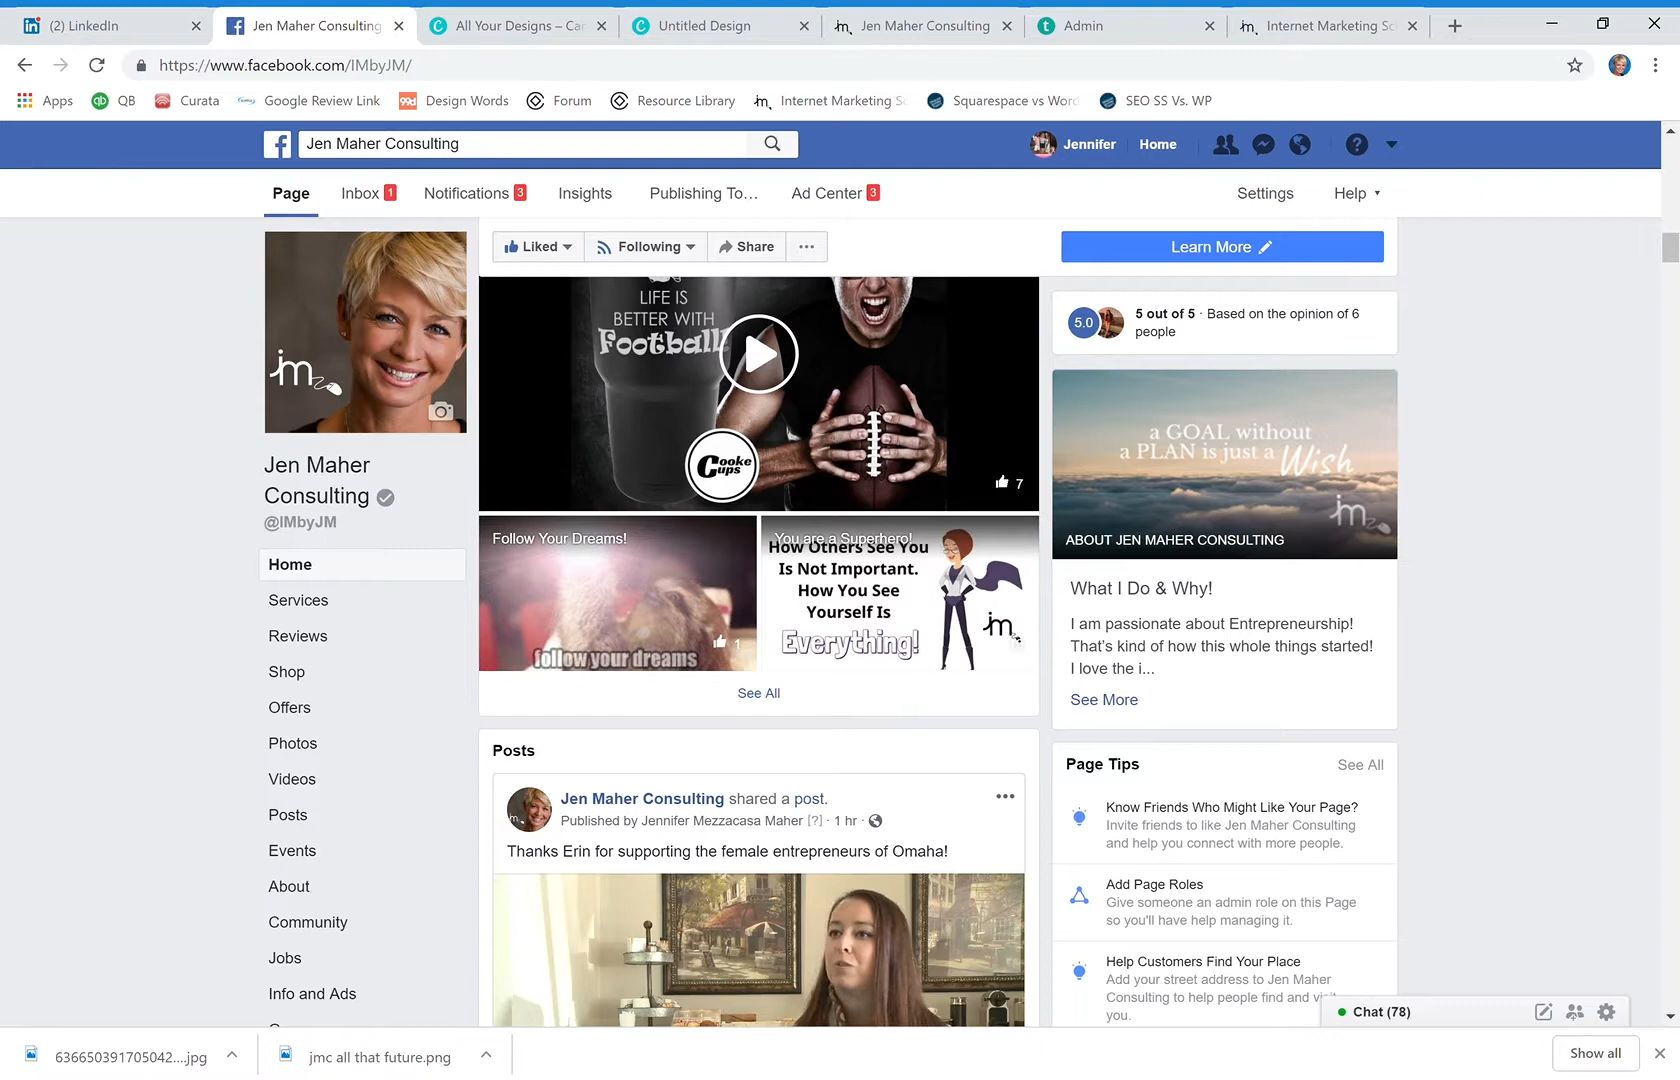 (2) LinkedIn
Jen Maher Consulting
All Your Designs – Ca
Untitled Design
Jen Maher Consulting
Admin
Internet Marketing Sc
https://www.facebook.com/IMbyJM/
Apps
QB
Curata
Google Review Link
99d
Design Words
Forum
Resource Library
Internet Marketing Sc
Squarespace vs Word
SEO SS Vs. WP
Jen Maher Consulting
Jennifer
Home
Page
Inbox 1
Notifications 3
Insights
Publishing To…
Ad Center 3
Settings
Help
Liked
Following
Share
Learn More
jm
Jen Maher
Consulting
@IMbyJM
Home
Services
Reviews
Shop
Offers
Photos
Videos
Posts
Events
About
Community
Jobs
Info and Ads
LIFE IS
BETTER WITH
Football
Cooke
Cups
7
Follow Your Dreams!
follow your dreams
1
You are a Superhero!
How Others See You
Is Not Important.
How You See
Yourself Is
Everything!
jm
See All
Posts
Jen Maher Consulting shared a post.
Published by Jennifer Mezzacasa Maher [?] · 1 hr ·
Thanks Erin for supporting the female entrepreneurs of Omaha!
5.0
5 out of 5 · Based on the opinion of 6
people
a GOAL without
a PLAN is just a Wish
jm
ABOUT JEN MAHER CONSULTING
What I Do & Why!
I am passionate about Entrepreneurship!
That's kind of how this whole things started!
I love the i...
See More
Page Tips
See All
Know Friends Who Might Like Your Page?
Invite friends to like Jen Maher Consulting
and help you connect with more people.
Add Page Roles
Give someone an admin role on this Page
so you'll have help managing it.
Help Customers Find Your Place
Add your street address to Jen Maher
Consulting to help people find and visit
you.
Chat (78)
636650391705042....jpg
jmc all that future.png
Show all